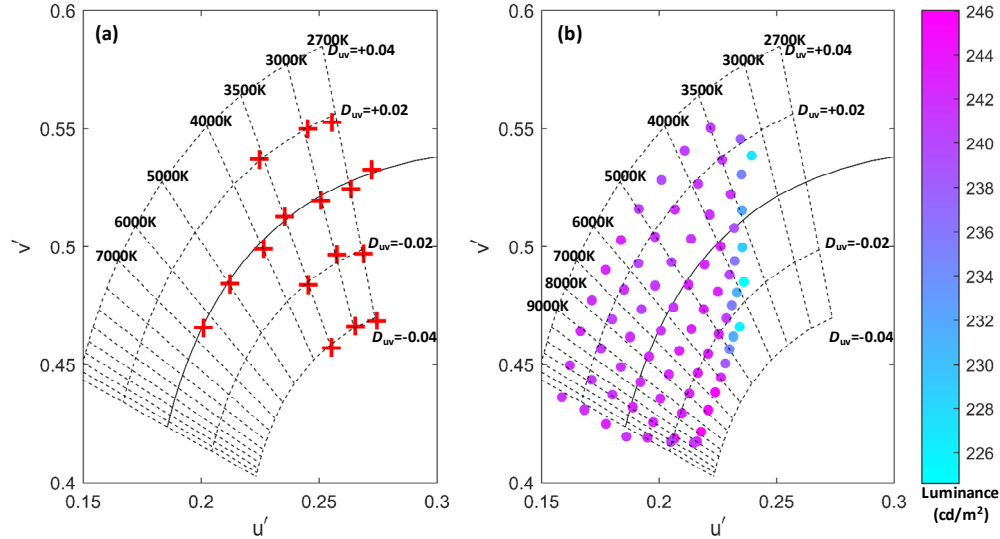 (a)
0.6
0.55
0.5
0.45
0.4
v′
0.15
0.2
0.25
0.3
u′
2700K
3000K
3500K
4000K
5000K
6000K
7000K
Duv=+0.04
Duv=+0.02
Duv=-0.02
Duv=-0.04
(b)
0.6
0.55
0.5
0.45
0.4
v′
0.15
0.2
0.25
0.3
u′
2700K
3000K
3500K
4000K
5000K
6000K
7000K
8000K
9000K
Duv=+0.04
Duv=+0.02
Duv=-0.02
Duv=-0.04
246
244
242
240
238
236
234
232
230
228
226
Luminance
(cd/m²)